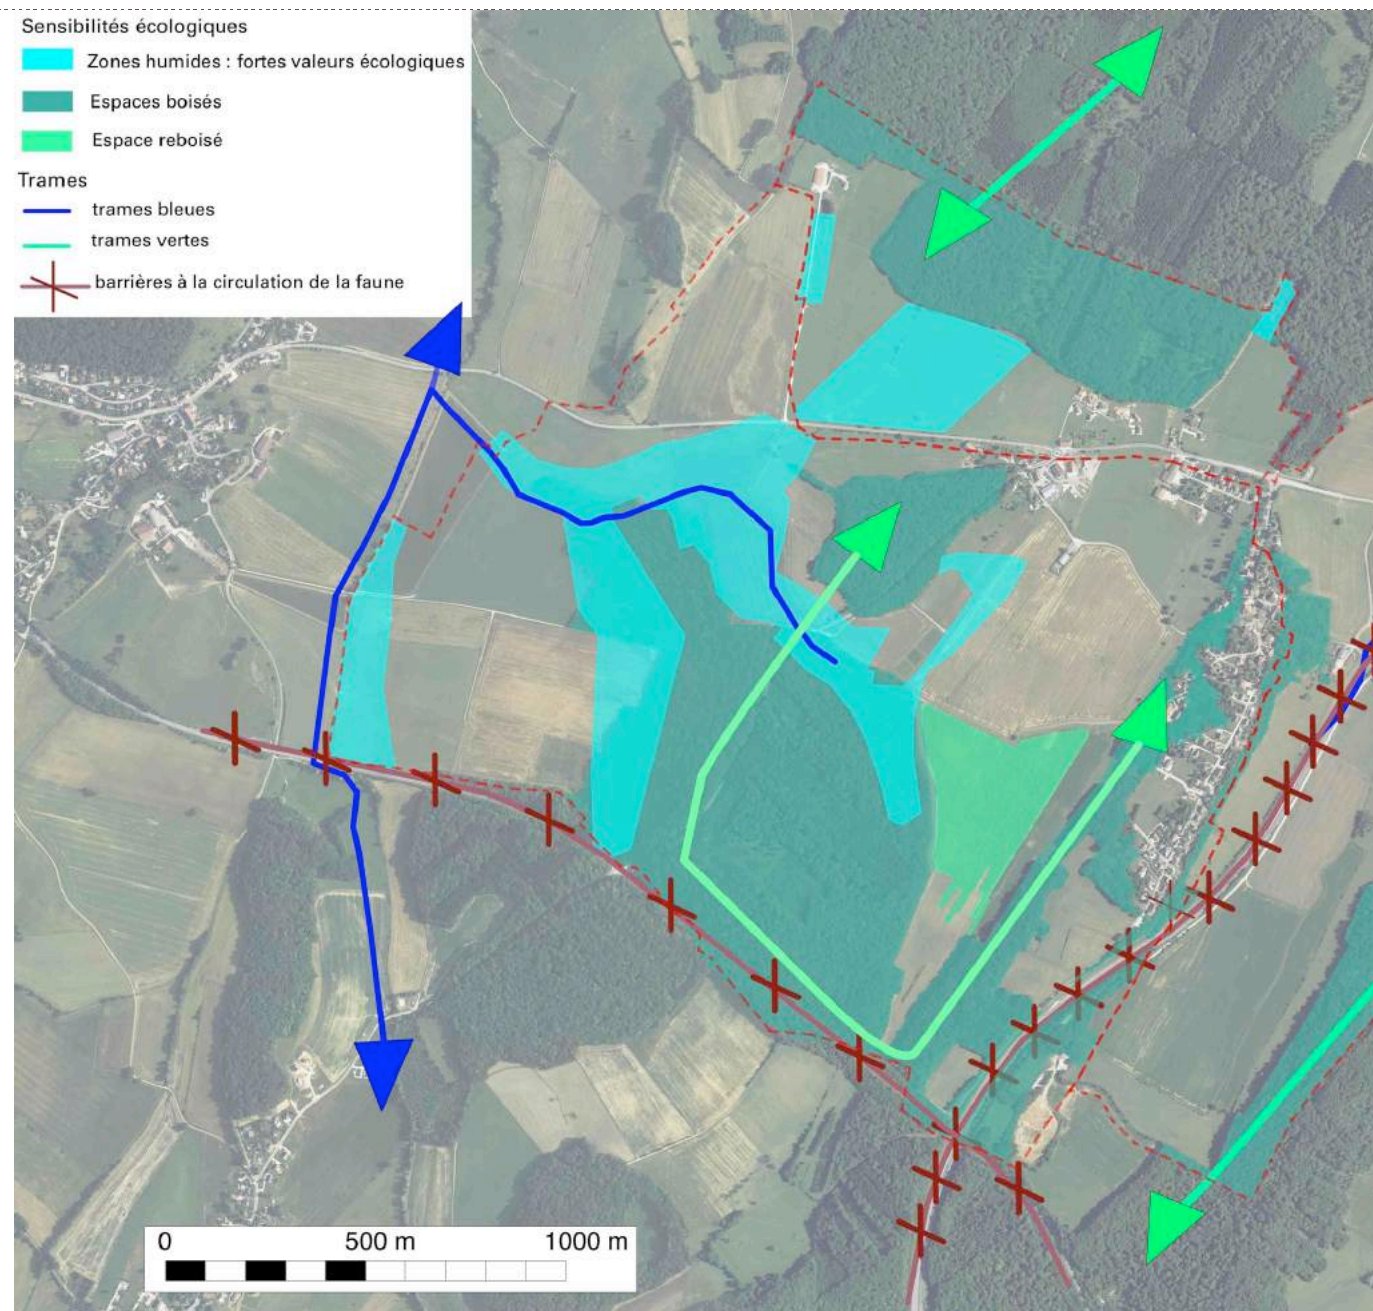 Sensibilités écologiques
Zones humides : fortes valeurs écologiques
Espaces boisés
Espace reboisé
Trames
trames bleues
trames vertes
barrières à la circulation de la faune
0 500 m 1000 m